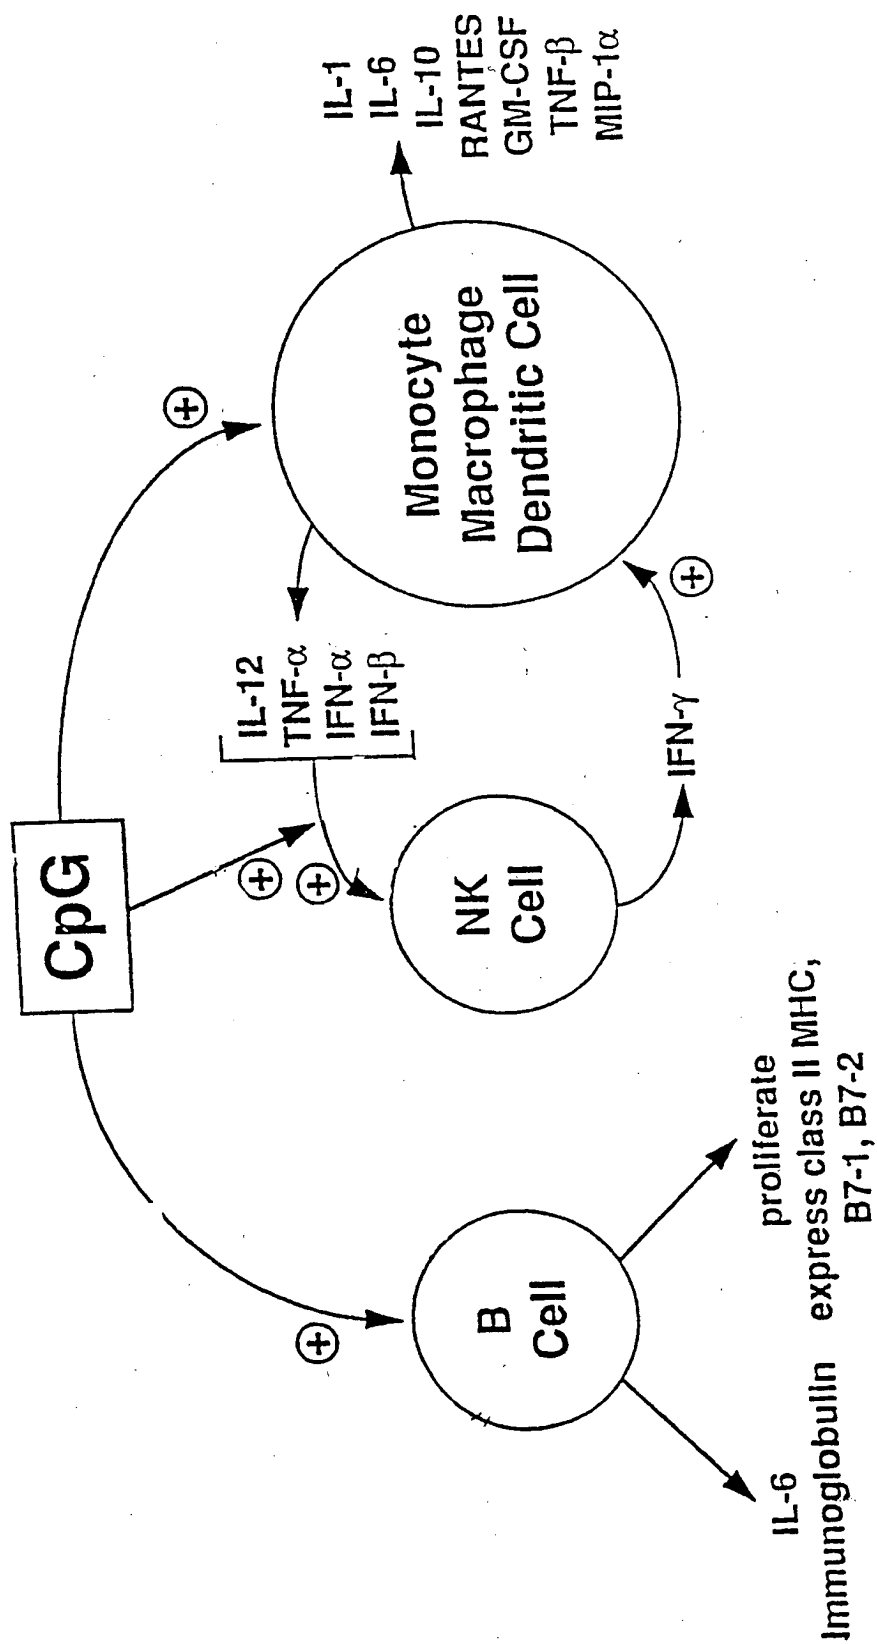 CpG
IL-12
TNF-α
IFN-α
IFN-β
IL-1
IL-6
IL-10
RANTES
GM-CSF
TNF-β
MIP-1α
Monocyte
Macrophage
Dendritic Cell
NK
Cell
IFN-γ
B
Cell
IL-6
Immunoglobulin
proliferate
express class II MHC,
B7-1, B7-2
+
+
+
+
+